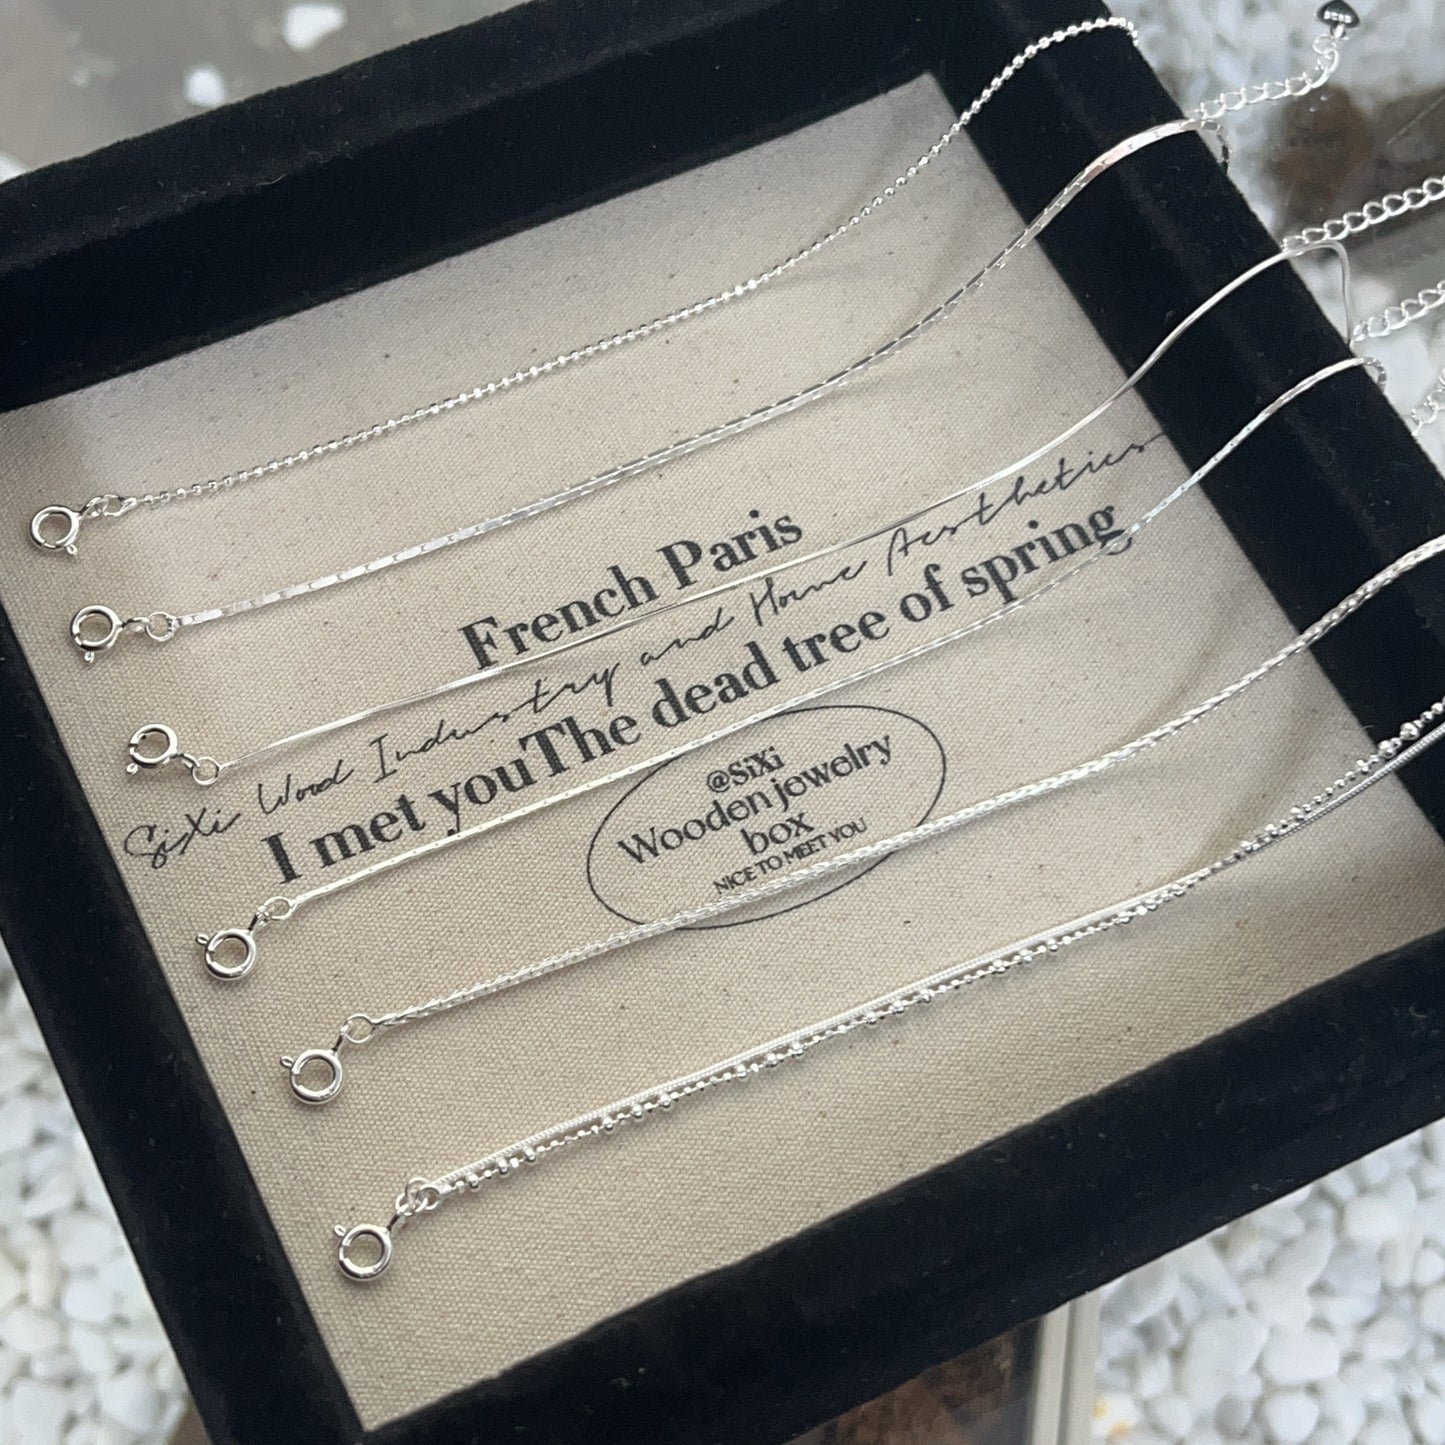 French Paris
SiXi Wood Industry and Home Aesthetics
I met youThe dead tree of spring
@SiXi
Wooden jewelry
box
NICE TO MEET YOU